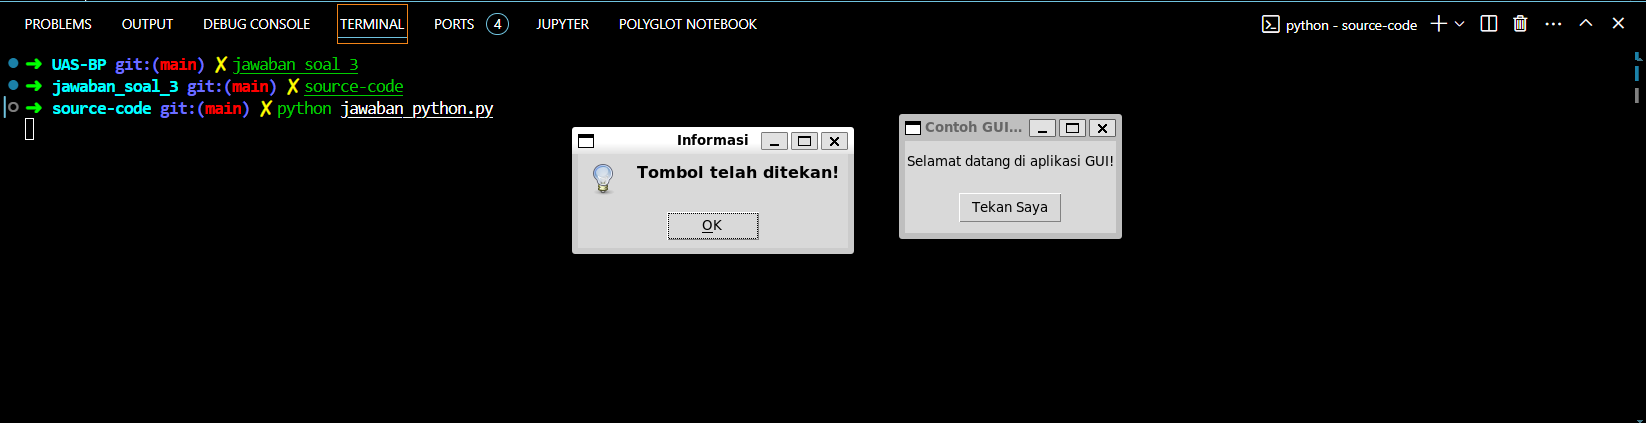 PROBLEMS OUTPUT DEBUG CONSOLE TERMINAL PORTS 4 JUPYTER POLYGLOT NOTEBOOK python - source-code
➜ UAS-BP git:(main) ✗ jawaban_soal_3
➜ jawaban_soal_3 git:(main) ✗ source-code
➜ source-code git:(main) ✗ python jawaban_python.py
Informasi
Tombol telah ditekan!
OK
Contoh GUI...
Selamat datang di aplikasi GUI!
Tekan Saya